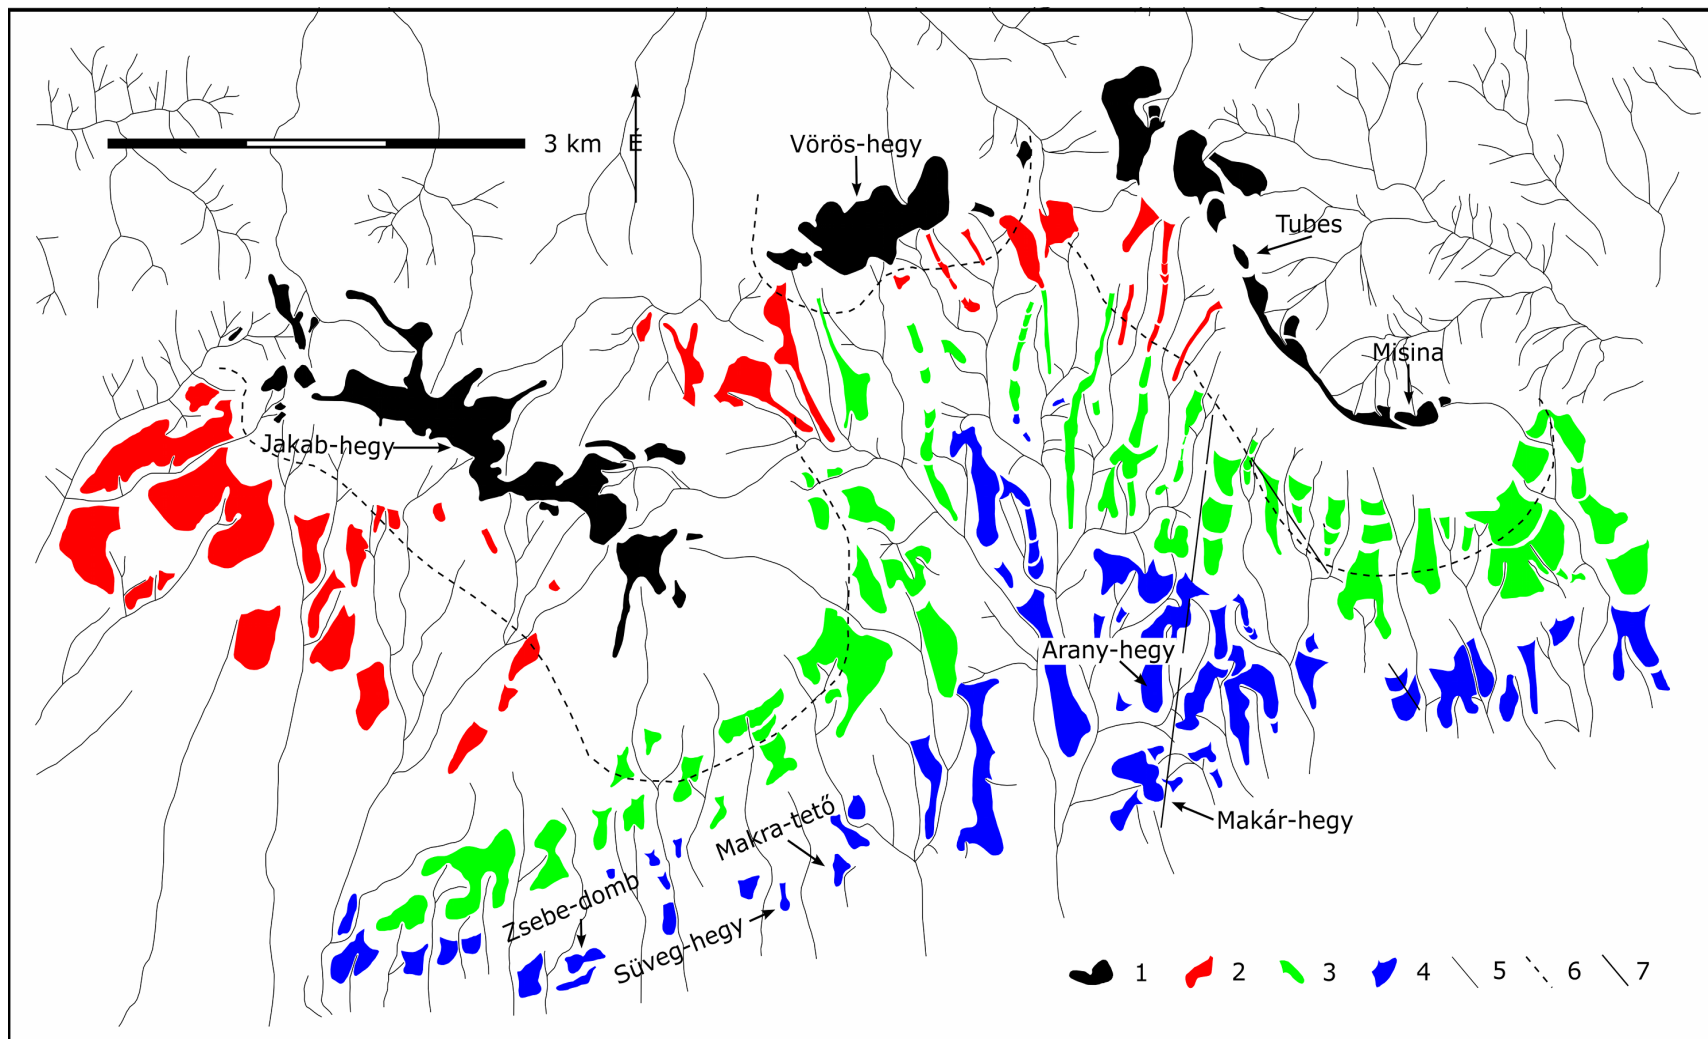 3 km
É
Vörös-hegy
Tubes
Misina
Jakab-hegy
Arany-hegy
Makra-tető
Makár-hegy
Zsebe-domb
Süveg-hegy
1 2 3 4 5 6 7